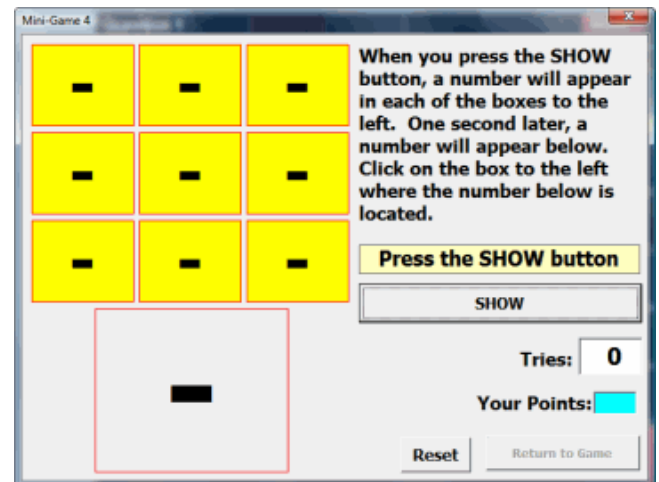 Mini-Game 4
- - -
- - -
- - -
-
When you press the SHOW
button, a number will appear
in each of the boxes to the
left. One second later, a
number will appear below.
Click on the box to the left
where the number below is
located.
Press the SHOW button
SHOW
Tries: 0
Your Points:
Reset Return to Game